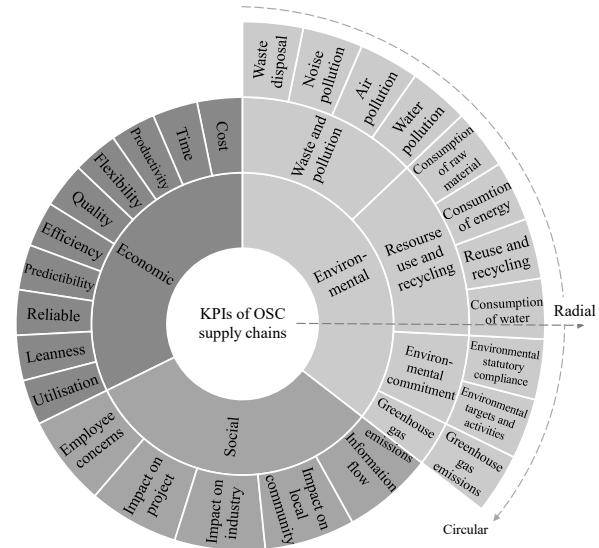 KPIs of OSC
supply chains
Environ-
mental
Waste and
pollution
Waste
disposal
Noise
pollution
Air
pollution
Water
pollution
Resourse
use and
recycling
Consumption
of raw
material
Consumtion
of energy
Reuse and
recycling
Consumption
of water
Environ-
mental
commitment
Environmental
statutory
compliance
Environmental
targets and
activities
Greenhouse
gas
emissions
Greenhouse
gas
emissions
Social
Information
flow
Impact on
local
community
Impact on
industry
Impact on
project
Employee
concerns
Economic
Utilisation
Leanness
Reliable
Predictibility
Efficiency
Quality
Flexibility
Productivity
Time
Cost
Radial
Circular